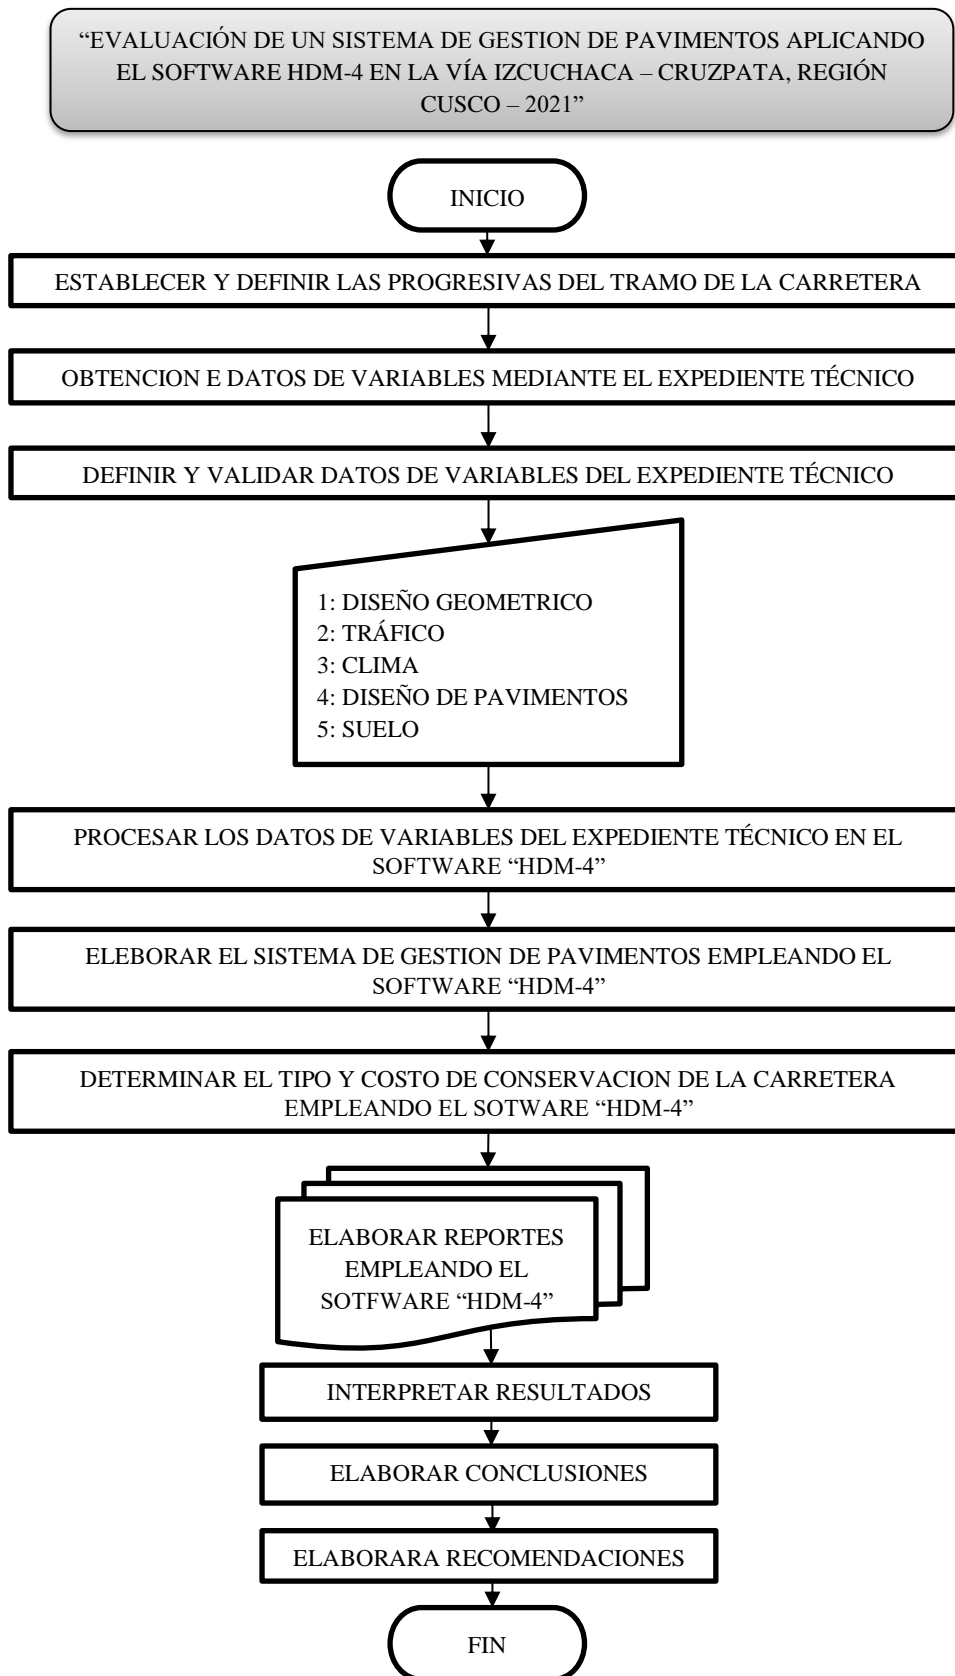 “EVALUACIÓN DE UN SISTEMA DE GESTION DE PAVIMENTOS APLICANDO
EL SOFTWARE HDM-4 EN LA VÍA IZCUCHACA – CRUZPATA, REGIÓN
CUSCO – 2021”
INICIO
ESTABLECER Y DEFINIR LAS PROGRESIVAS DEL TRAMO DE LA CARRETERA
OBTENCION E DATOS DE VARIABLES MEDIANTE EL EXPEDIENTE TÉCNICO
DEFINIR Y VALIDAR DATOS DE VARIABLES DEL EXPEDIENTE TÉCNICO
1: DISEÑO GEOMETRICO
2: TRÁFICO
3: CLIMA
4: DISEÑO DE PAVIMENTOS
5: SUELO
PROCESAR LOS DATOS DE VARIABLES DEL EXPEDIENTE TÉCNICO EN EL
SOFTWARE “HDM-4”
ELEBORAR EL SISTEMA DE GESTION DE PAVIMENTOS EMPLEANDO EL
SOFTWARE “HDM-4”
DETERMINAR EL TIPO Y COSTO DE CONSERVACION DE LA CARRETERA
EMPLEANDO EL SOTWARE “HDM-4”
ELABORAR REPORTES
EMPLEANDO EL
SOTFWARE “HDM-4”
INTERPRETAR RESULTADOS
ELABORAR CONCLUSIONES
ELABORARA RECOMENDACIONES
FIN